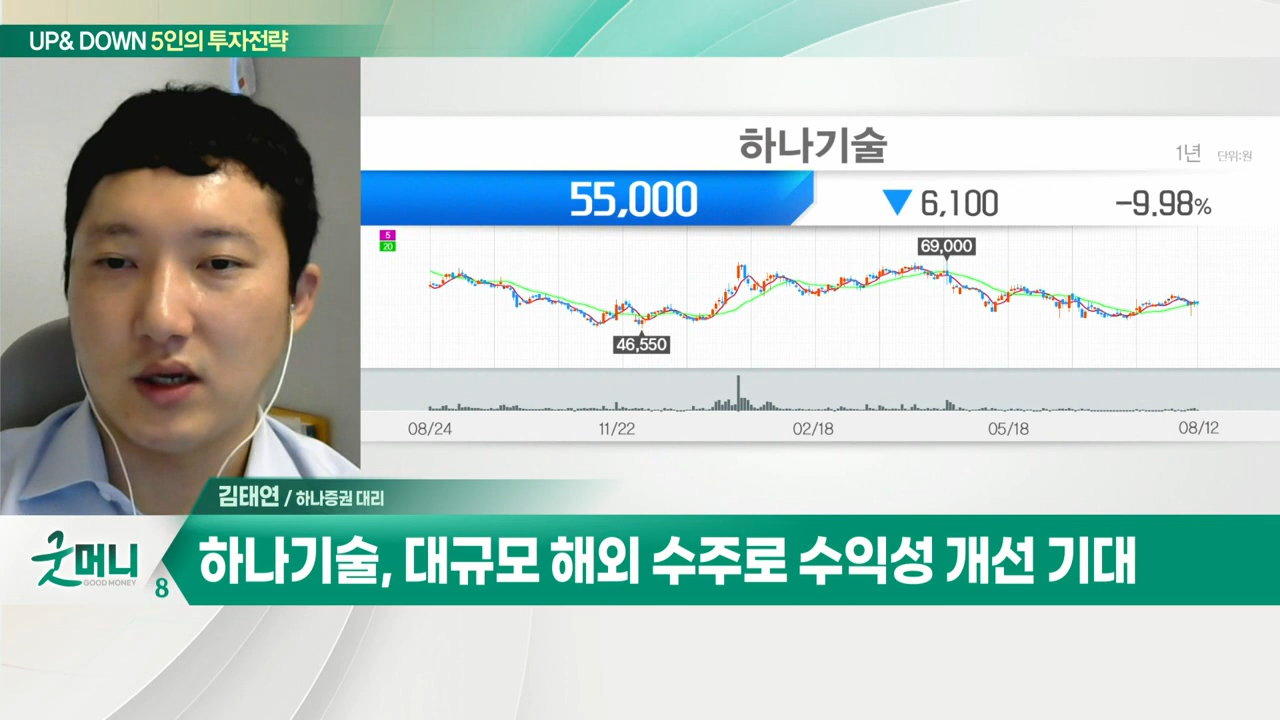 UP& DOWN 5인의 투자전략
하나기술
1년 단위:원
55,000 ▼ 6,100 -9.98%
5
20
69,000
46,550
08/24 11/22 02/18 05/18 08/12
김태연 / 하나증권 대리
굿머니
GOOD MONEY
8
하나기술, 대규모 해외 수주로 수익성 개선 기대